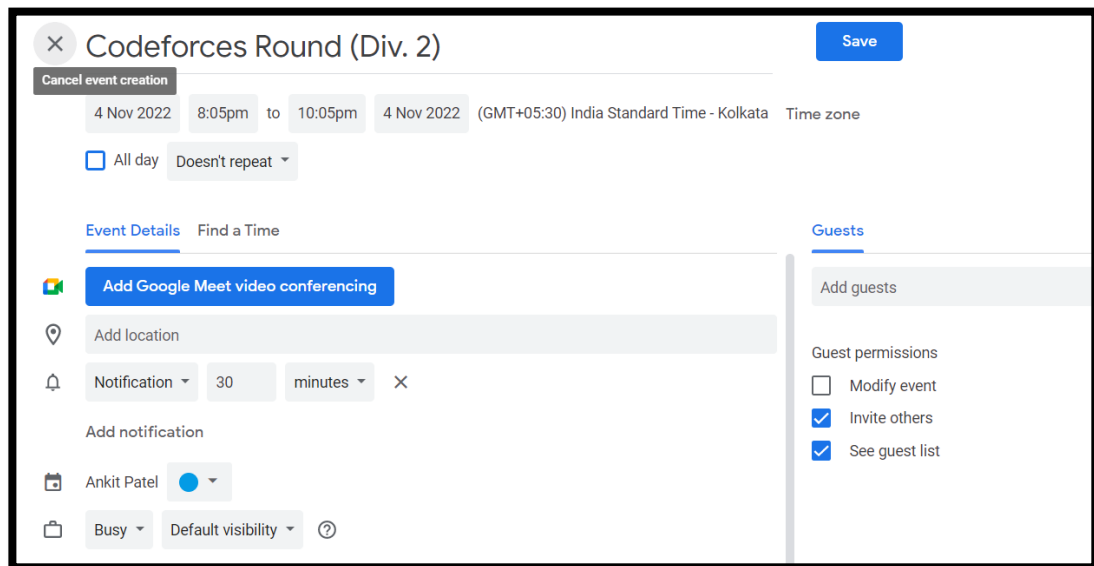 Codeforces Round (Div. 2)
Save
Cancel event creation
4 Nov 2022 8:05pm to 10:05pm 4 Nov 2022 (GMT+05:30) India Standard Time - Kolkata Time zone
All day Doesn't repeat
Event Details Find a Time
Guests
Add Google Meet video conferencing
Add guests
Add location
Guest permissions
Notification 30 minutes
Modify event
Invite others
Add notification
See guest list
Ankit Patel
Busy Default visibility